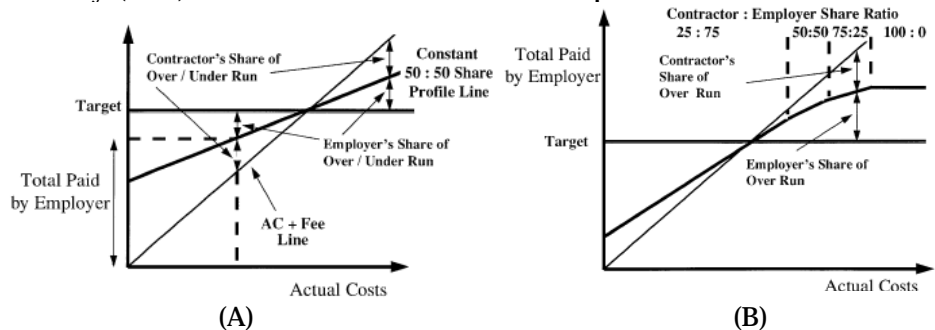 Contractor's Share of
Over / Under Run
Constant
50 : 50 Share
Profile Line
Target
Employer's Share of
Over / Under Run
Total Paid
by Employer
AC + Fee
Line
Actual Costs
(A)
Contractor : Employer Share Ratio
25 : 75 50:50 75:25 100 : 0
Total Paid
by Employer
Contractor's
Share of
Over Run
Target
Employer's Share of
Over Run
Actual Costs
(B)